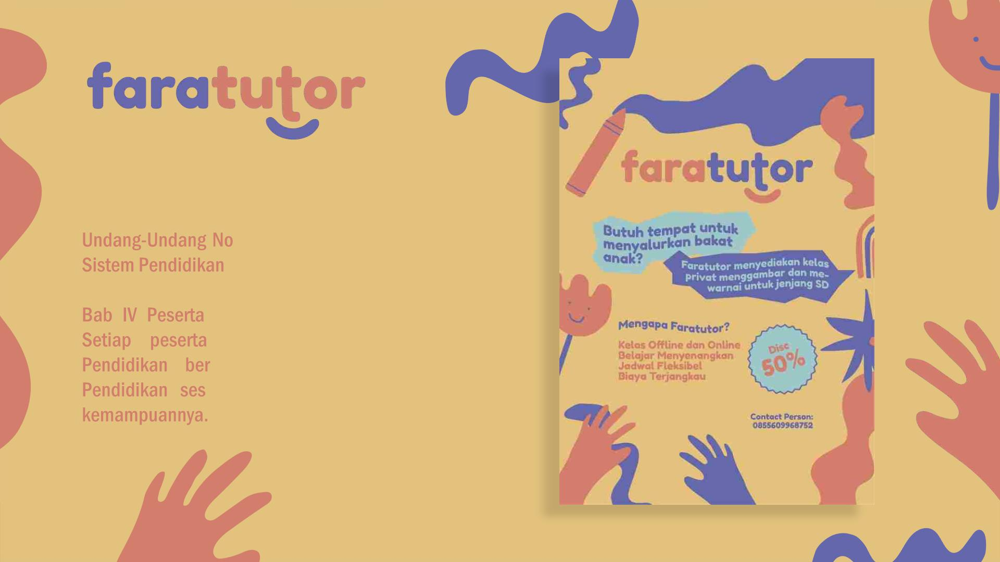 faratutor
Undang-Undang No
Sistem Pendidikan
Bab IV Peserta
Setiap peserta
Pendidikan ber
Pendidikan ses
kemampuannya.
faratutor
Butuh tempat untuk
menyalurkan bakat
anak?
Faratutor menyediakan kelas
privat menggambar dan me-
warnai untuk jenjang SD
Mengapa Faratutor?
Kelas Offline dan Online
Belajar Menyenangkan
Jadwal Fleksibel
Biaya Terjangkau
Disc
50%
Contact Person:
0855609968752